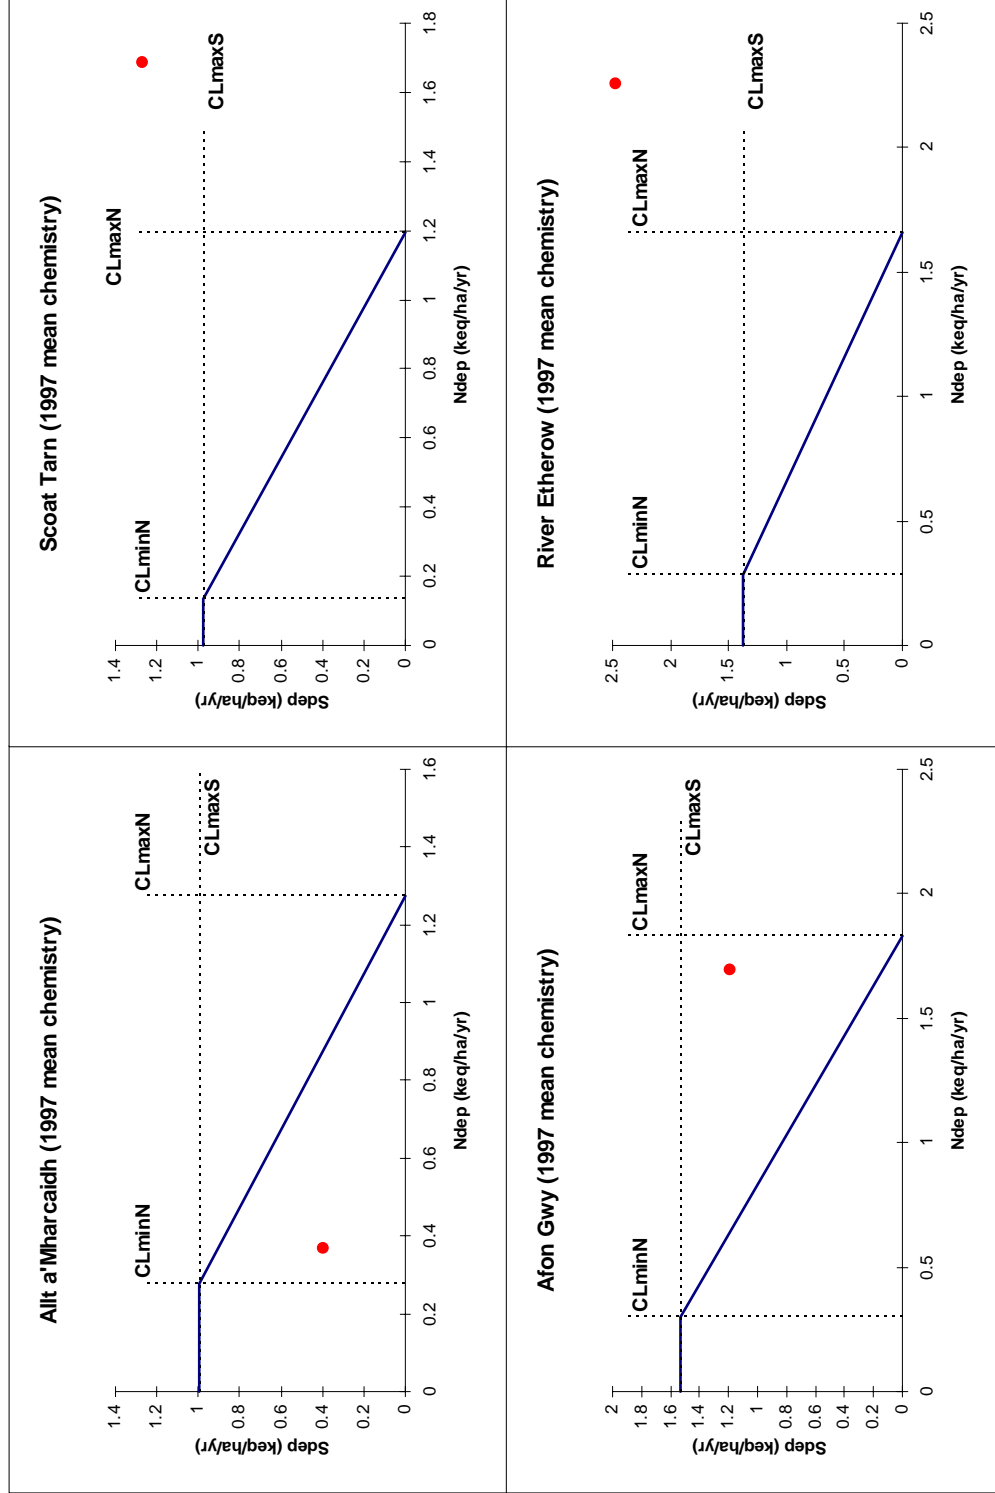 Allt a'Mharcaidh (1997 mean chemistry)
CLminN
CLmaxN
CLmaxS
1.4
1.2
1
0.8
0.6
0.4
0.2
0
Sdep (keq/ha/yr)
0 0.2 0.4 0.6 0.8 1 1.2 1.4 1.6
Ndep (keq/ha/yr)
Scoat Tarn (1997 mean chemistry)
CLminN
CLmaxN
CLmaxS
1.4
1.2
1
0.8
0.6
0.4
0.2
0
Sdep (keq/ha/yr)
0 0.2 0.4 0.6 0.8 1 1.2 1.4 1.6 1.8
Ndep (keq/ha/yr)
Afon Gwy (1997 mean chemistry)
CLminN
CLmaxN
CLmaxS
2
1.8
1.6
1.4
1.2
1
0.8
0.6
0.4
0.2
0
Sdep (keq/ha/yr)
0 0.5 1 1.5 2 2.5
Ndep (keq/ha/yr)
River Etherow (1997 mean chemistry)
CLminN
CLmaxN
CLmaxS
2.5
2
1.5
1
0.5
0
Sdep (keq/ha/yr)
0 0.5 1 1.5 2 2.5
Ndep (keq/ha/yr)